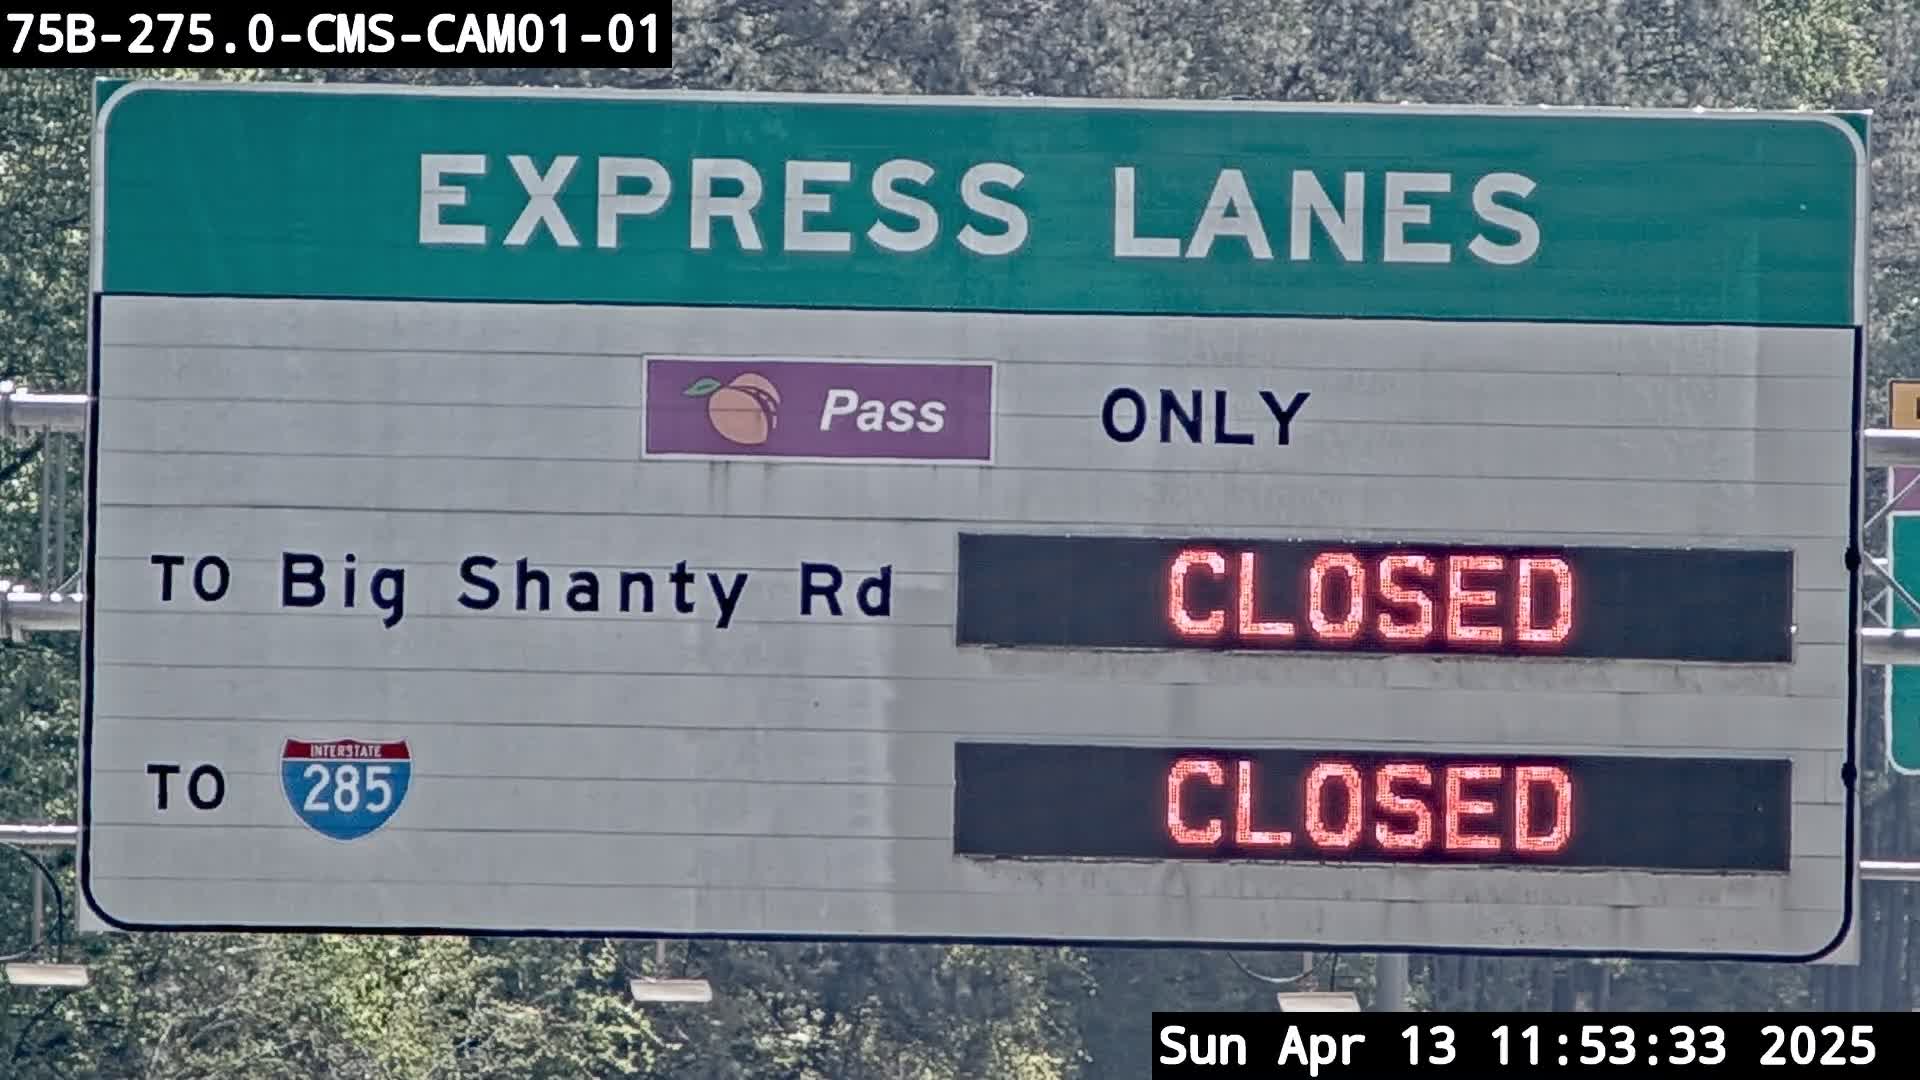 75B-275.0-CMS-CAM01-01
EXPRESS LANES
Pass ONLY
TO Big Shanty Rd CLOSED
INTERSTATE
TO 285 CLOSED
Sun Apr 13 11:53:33 2025